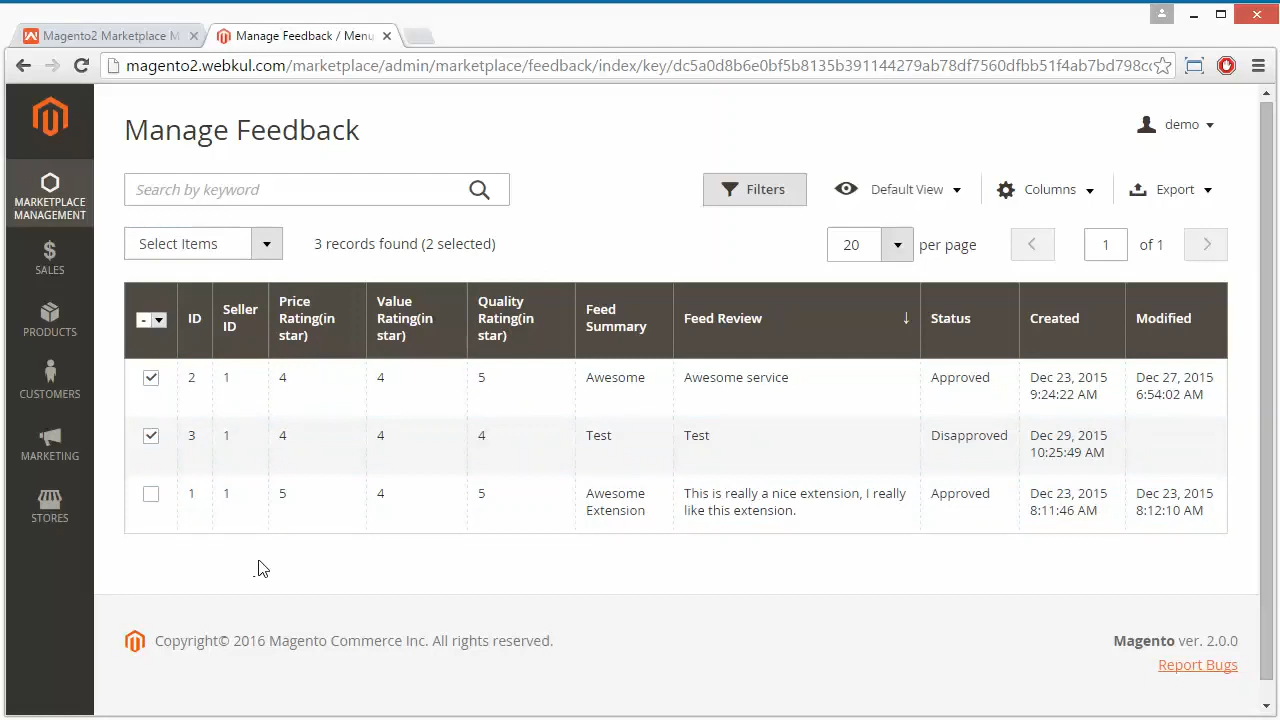 Magento2 Marketplace M
Manage Feedback / Menu
magento2.webkul.com/marketplace/admin/marketplace/feedback/index/key/dc5a0d8b6e0bf5b8135b391144279ab78df7560dfbb51f4ab7bd798c
Manage Feedback
demo
Search by keyword
Filters
Default View
Columns
Export
Select Items
3 records found (2 selected)
20
per page
1
of 1
MARKETPLACE
MANAGEMENT
SALES
PRODUCTS
CUSTOMERS
MARKETING
STORES
-
ID
Seller
ID
Price
Rating(in
star)
Value
Rating(in
star)
Quality
Rating(in
star)
Feed
Summary
Feed Review
↓
Status
Created
Modified
2
1
4
4
5
Awesome
Awesome service
Approved
Dec 23, 2015
9:24:22 AM
Dec 27, 2015
6:54:02 AM
3
1
4
4
4
Test
Test
Disapproved
Dec 29, 2015
10:25:49 AM
1
1
5
4
5
Awesome
Extension
This is really a nice extension, I really
like this extension.
Approved
Dec 23, 2015
8:11:46 AM
Dec 23, 2015
8:12:10 AM
Copyright© 2016 Magento Commerce Inc. All rights reserved.
Magento ver. 2.0.0
Report Bugs